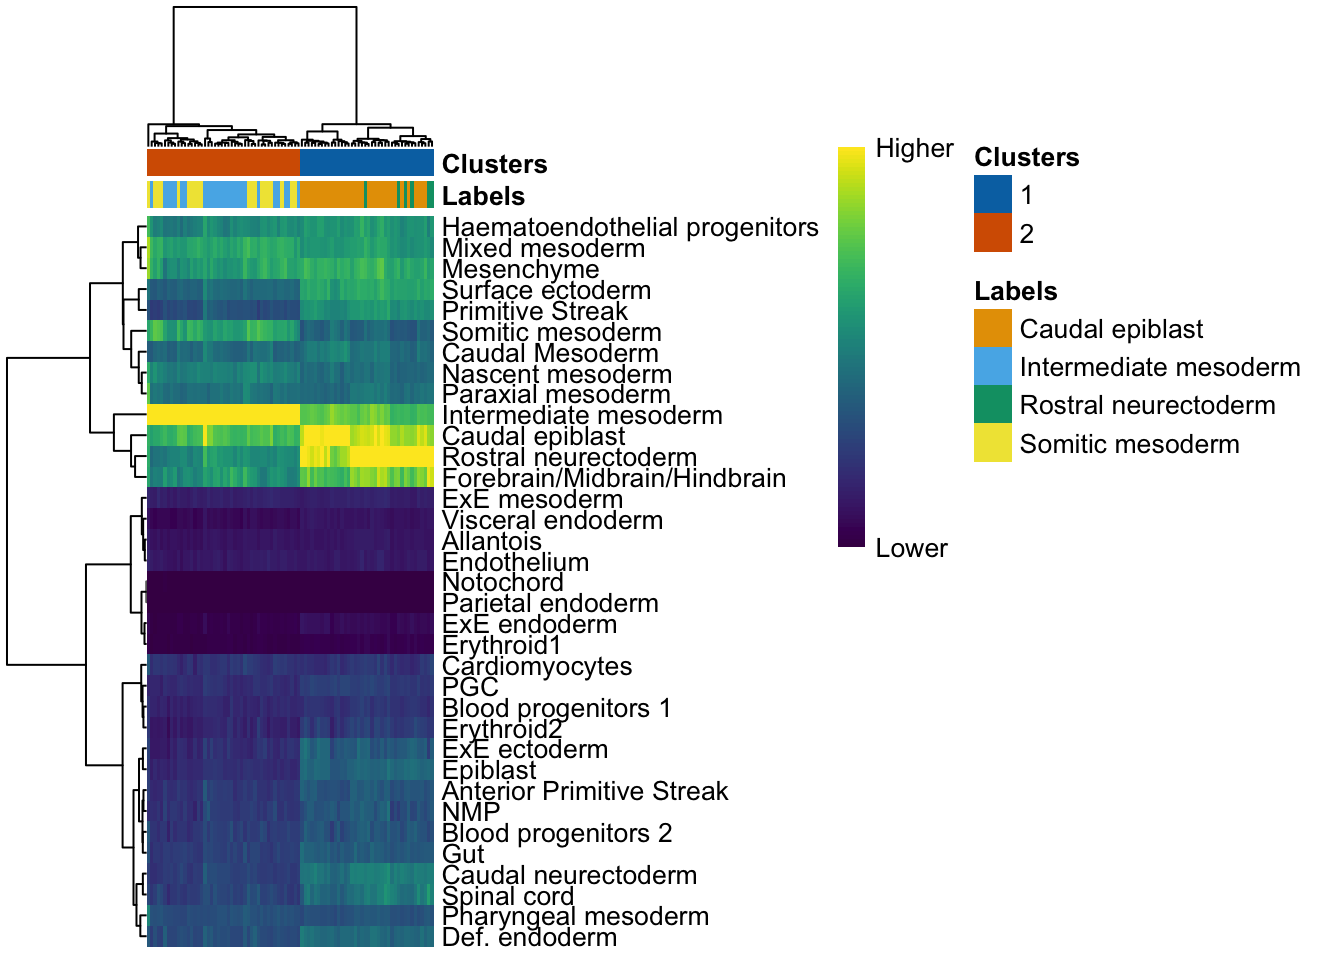 Clusters
Labels
Haematoendothelial progenitors
Mixed mesoderm
Mesenchyme
Surface ectoderm
Primitive Streak
Somitic mesoderm
Caudal Mesoderm
Nascent mesoderm
Paraxial mesoderm
Intermediate mesoderm
Caudal epiblast
Rostral neurectoderm
Forebrain/Midbrain/Hindbrain
ExE mesoderm
Visceral endoderm
Allantois
Endothelium
Notochord
Parietal endoderm
ExE endoderm
Erythroid1
Cardiomyocytes
PGC
Blood progenitors 1
Erythroid2
ExE ectoderm
Epiblast
Anterior Primitive Streak
NMP
Blood progenitors 2
Gut
Caudal neurectoderm
Spinal cord
Pharyngeal mesoderm
Def. endoderm
Higher
Lower
Clusters
1
2
Labels
Caudal epiblast
Intermediate mesoderm
Rostral neurectoderm
Somitic mesoderm